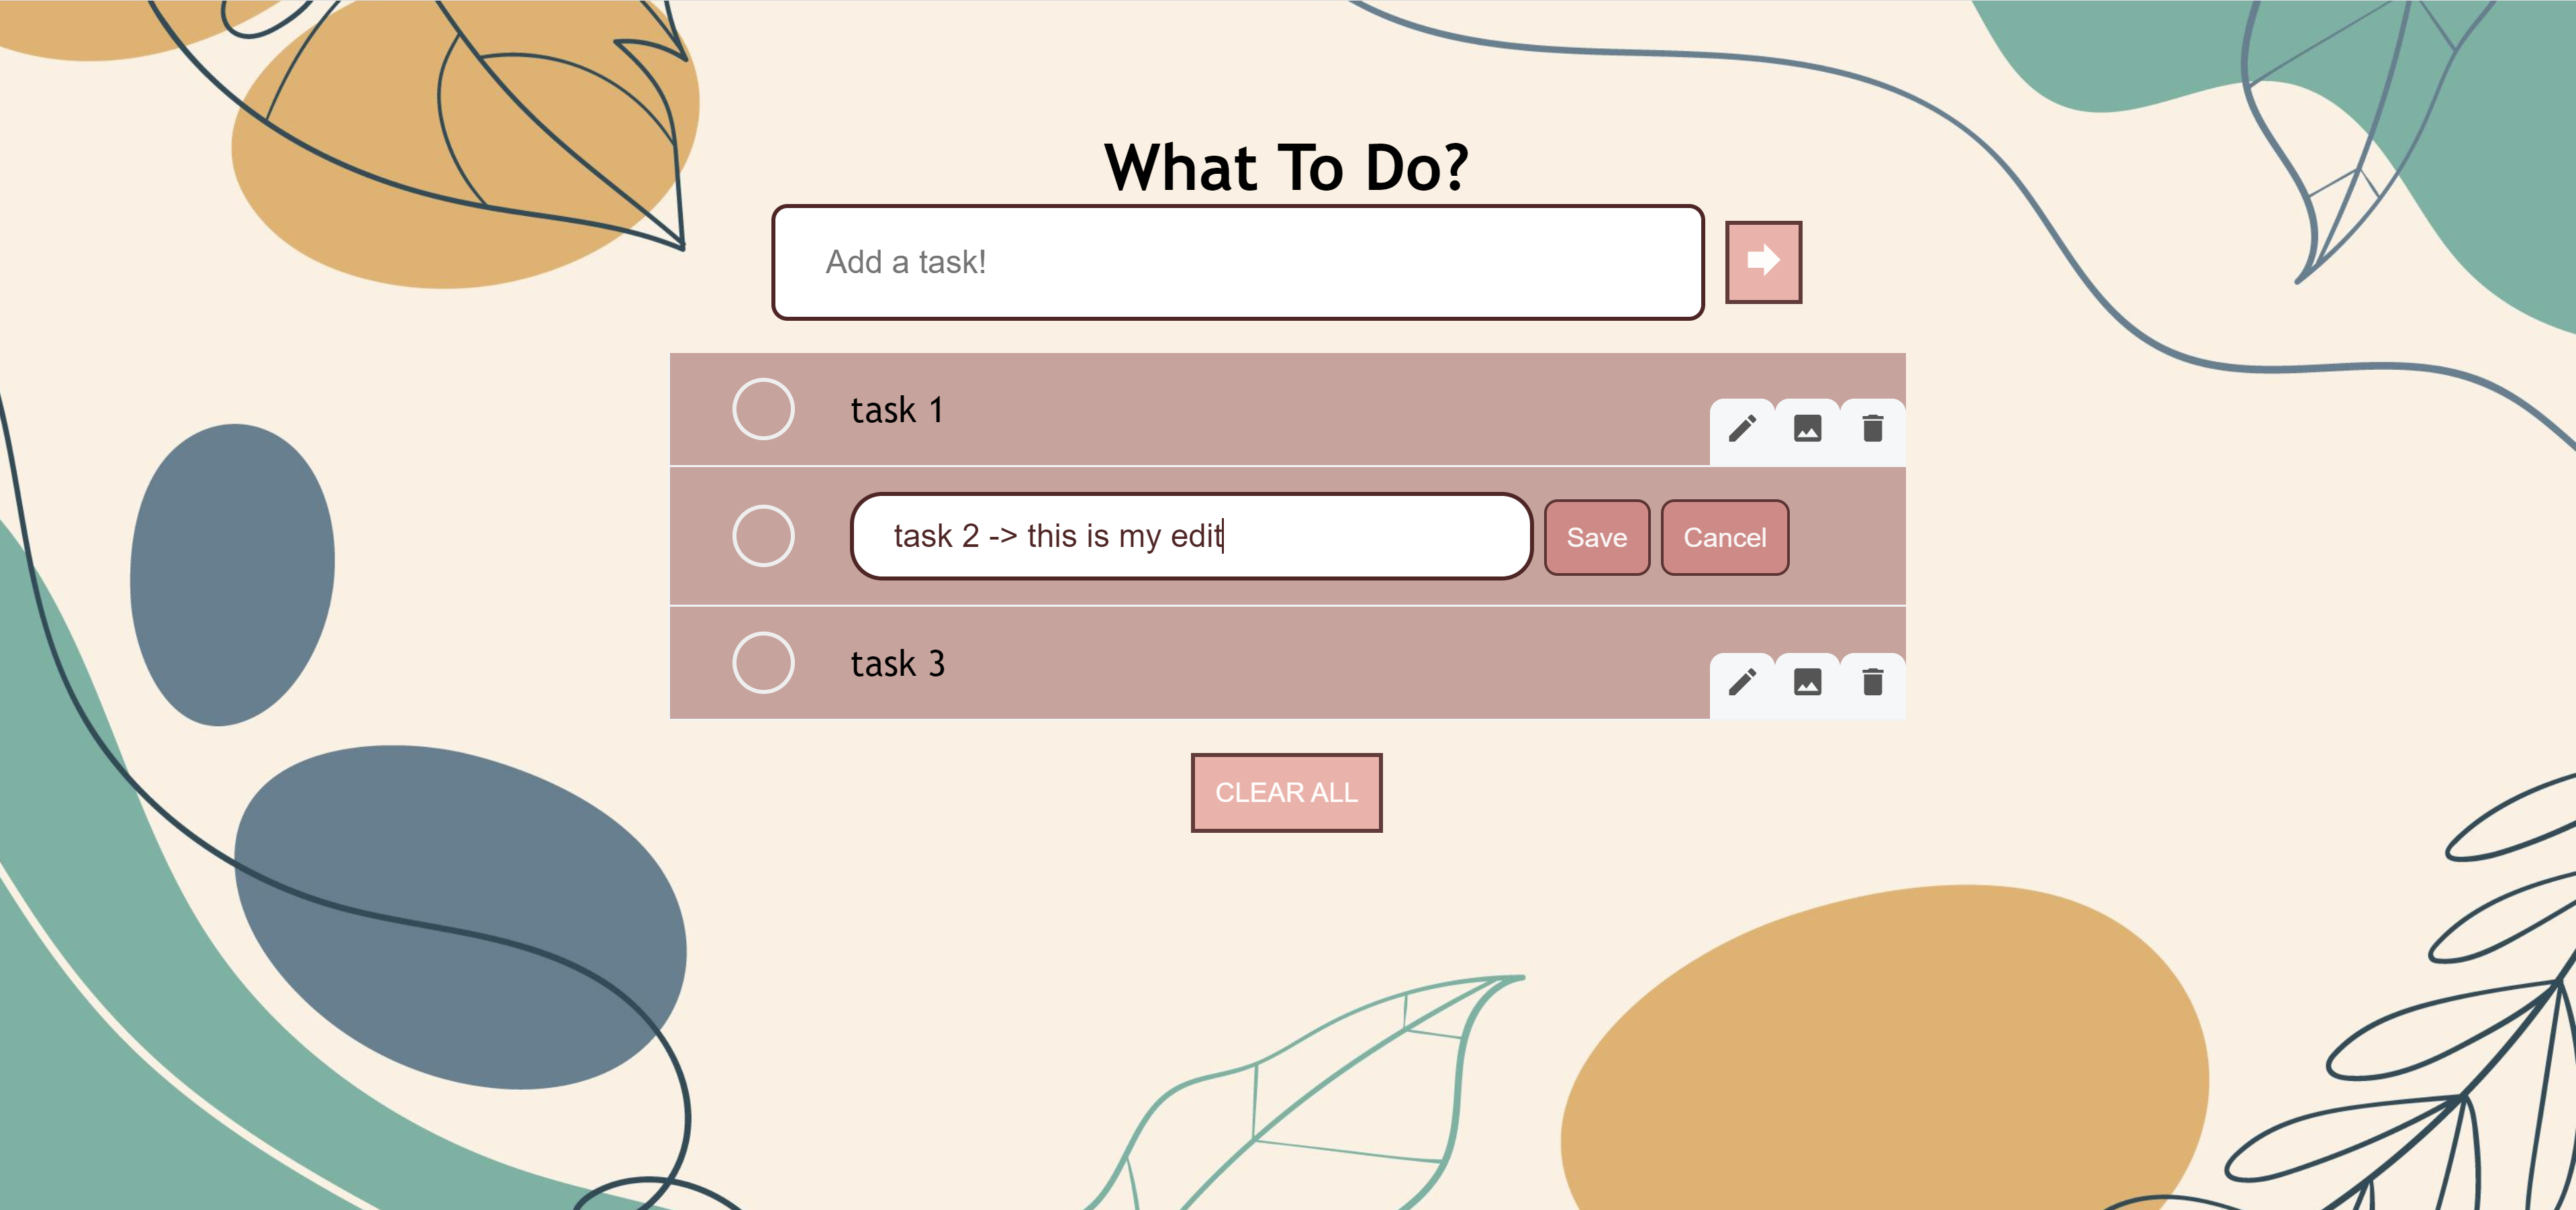 What To Do?
Add a task!
task 1
task 2 -> this is my edit
Save
Cancel
task 3
CLEAR ALL